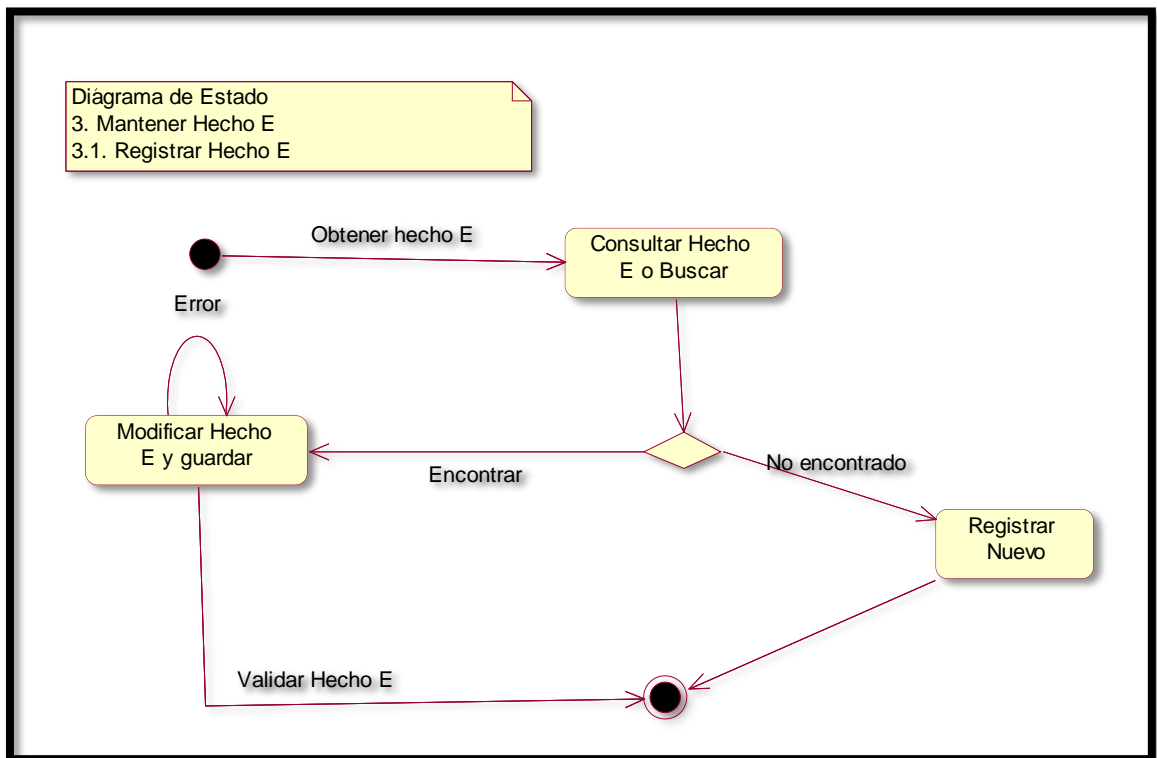 Diágrama de Estado
3. Mantener Hecho E
3.1. Registrar Hecho E
Obtener hecho E
Consultar Hecho
E o Buscar
Error
Modificar Hecho
E y guardar
Encontrar
No encontrado
Registrar
Nuevo
Validar Hecho E